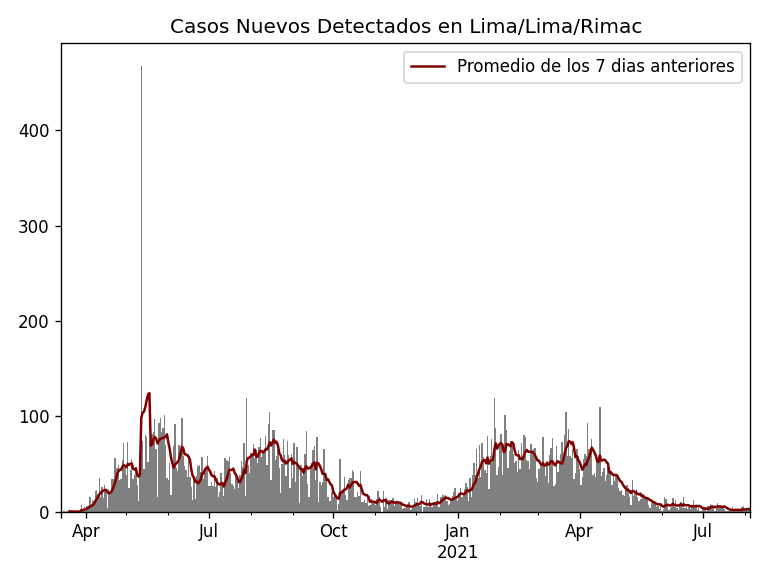 Casos Nuevos Detectados en Lima/Lima/Rimac
Promedio de los 7 dias anteriores
400
300
200
100
0
Apr Jul Oct Jan Apr Jul
2021